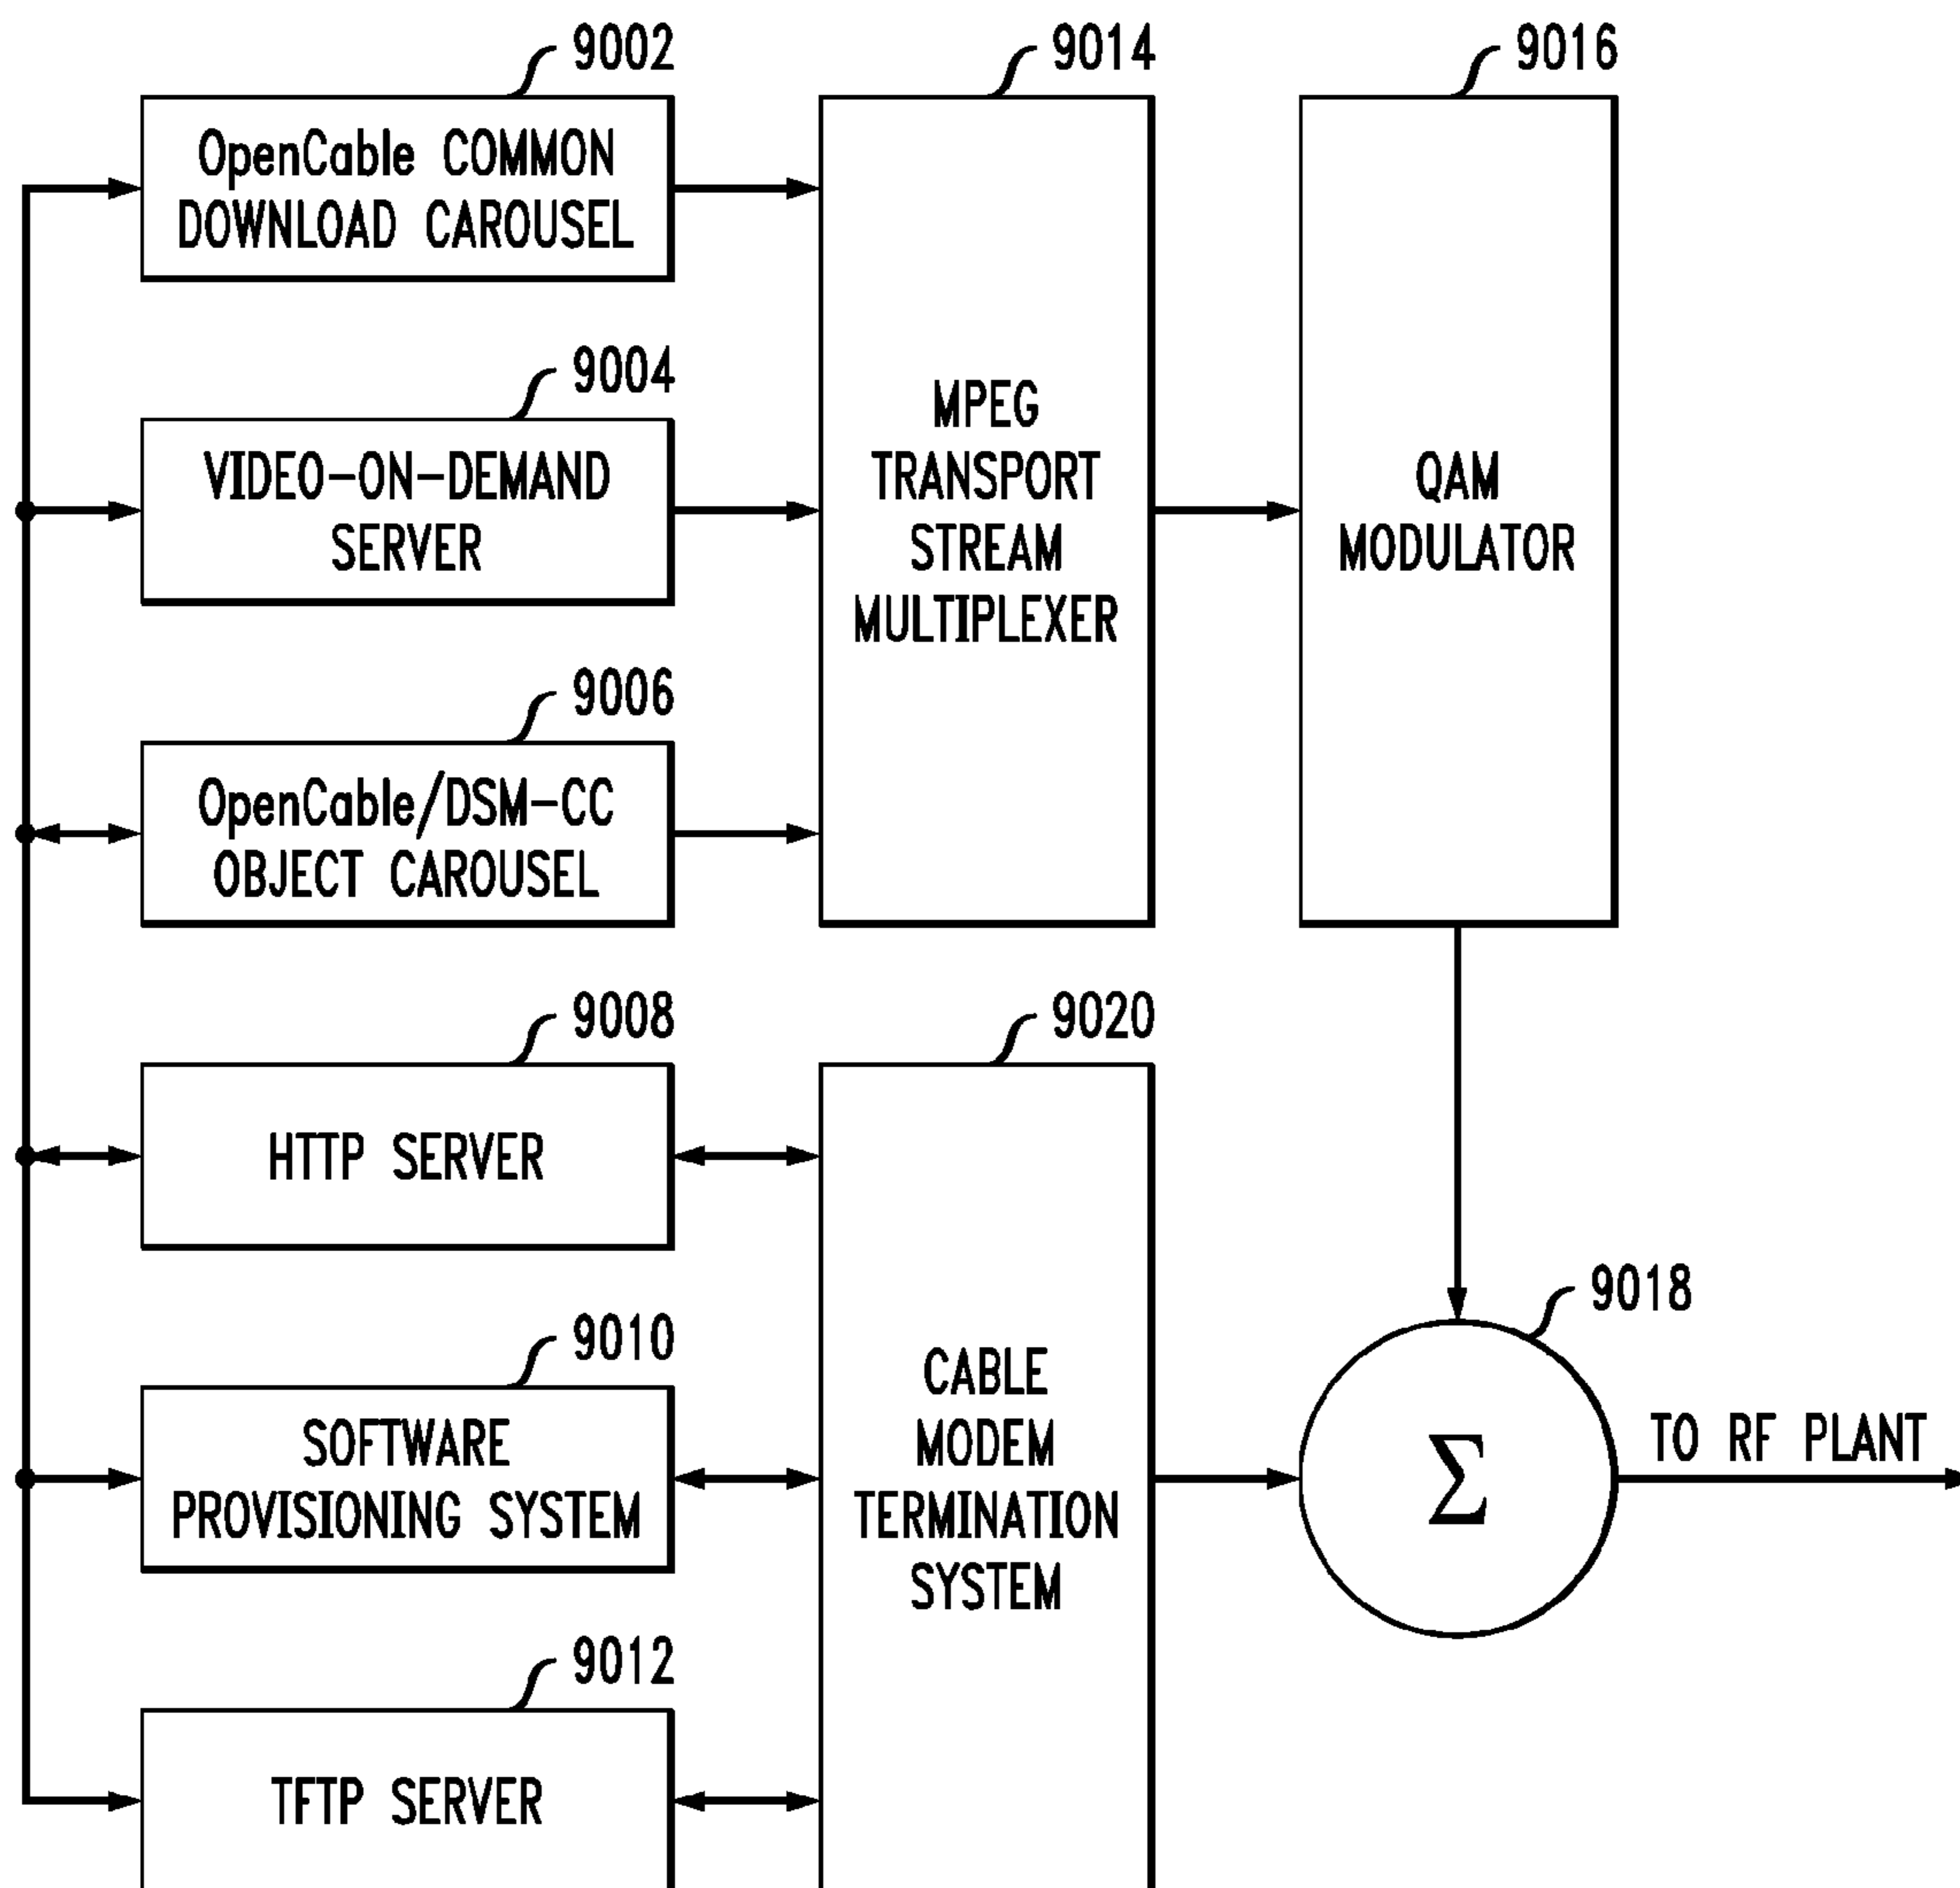 9002
OpenCable COMMON
DOWNLOAD CAROUSEL
9004
VIDEO-ON-DEMAND
SERVER
9006
OpenCable/DSM-CC
OBJECT CAROUSEL
9008
HTTP SERVER
9010
SOFTWARE
PROVISIONING SYSTEM
9012
TFTP SERVER
9014
MPEG
TRANSPORT
STREAM
MULTIPLEXER
9020
CABLE
MODEM
TERMINATION
SYSTEM
9016
QAM
MODULATOR
9018
Σ
TO RF PLANT